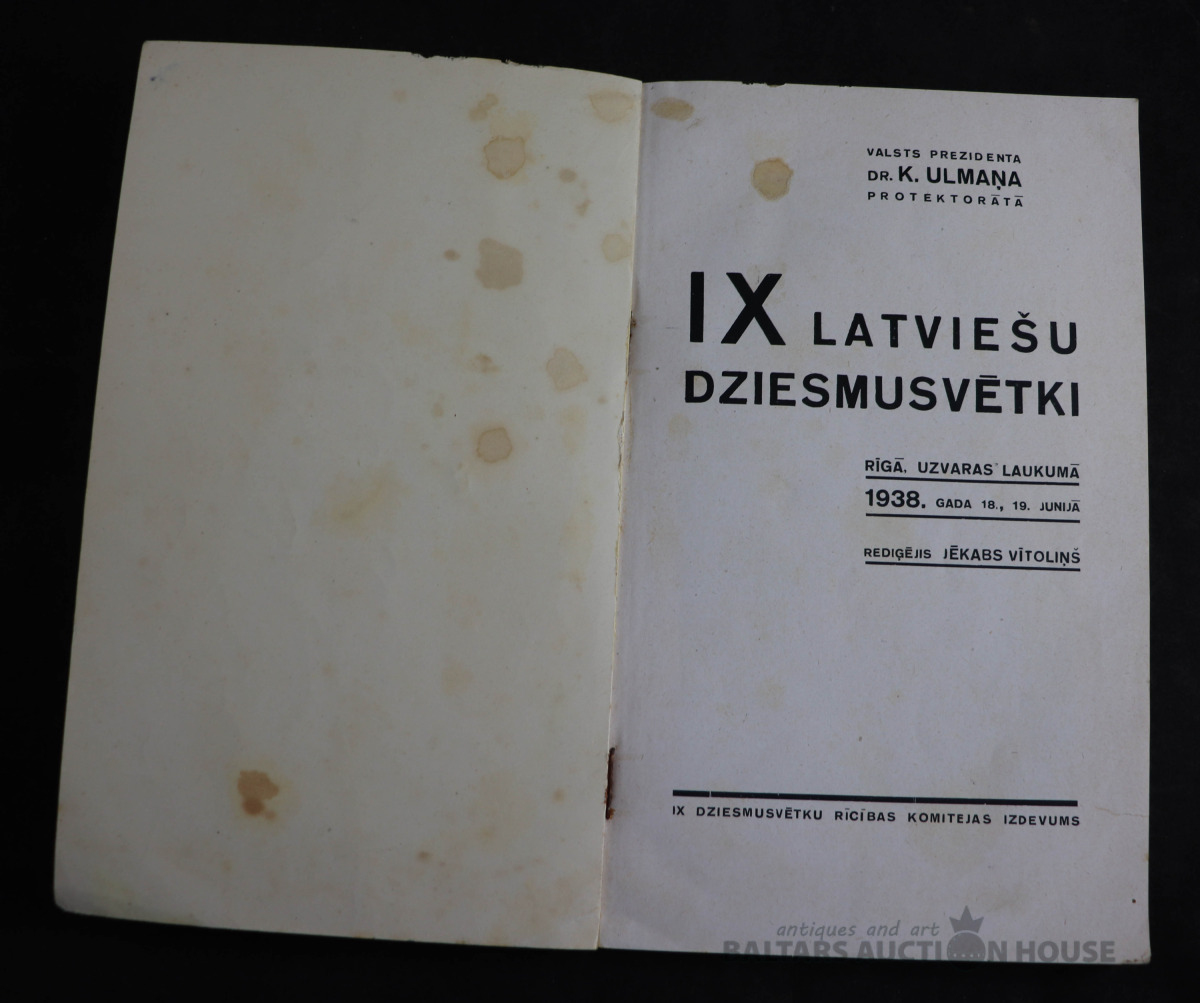 VALSTS PREZIDENTA
DR. K. ULMAŅA
PROTEKTORĀTĀ
IX LATVIEŠU
DZIESMUSVĒTKI
RĪGĀ, UZVARAS LAUKUMĀ
1938. GADA 18., 19. JUNIJĀ
REDIĢĒJIS JĒKABS VĪTOLIŅŠ
IX DZIESMUSVĒTKU RĪCĪBAS KOMITEJAS IZDEVUMS
antiques and art
BALTARS AUCTION HOUSE